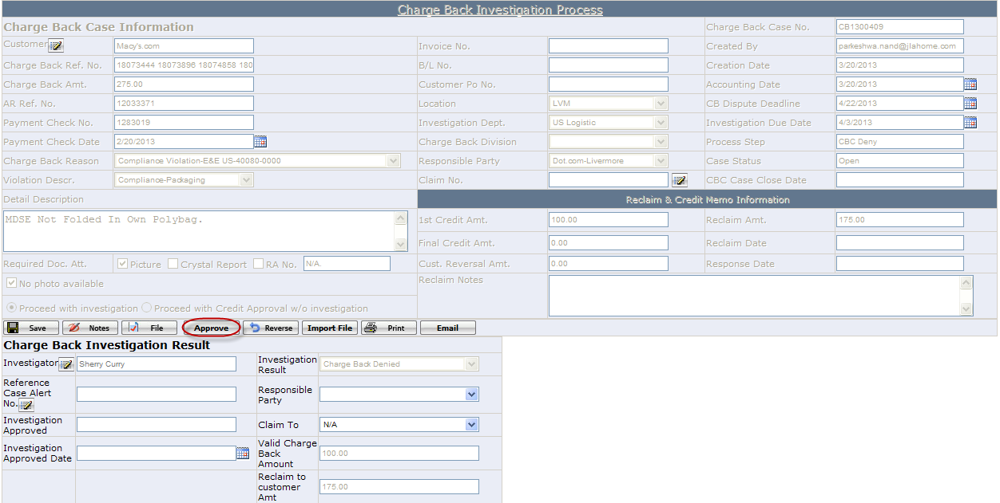 Charge Back Investigation Process
Charge Back Case Information
Charge Back Case No. CB1300409
Customer Macy's.com Invoice No. Created By parkeshwa.nand@jlahome.com
Charge Back Ref. No. 18073444 18073896 18074858 180 B/L No. Creation Date 3/20/2013
Charge Back Amt. 275.00 Customer Po No. Accounting Date 3/20/2013
AR Ref. No. 12033371 Location LVM CB Dispute Deadline 4/22/2013
Payment Check No. 1283019 Investigation Dept. US Logistic Investigation Due Date 4/3/2013
Payment Check Date 2/20/2013 Charge Back Division Process Step CBC Deny
Charge Back Reason Compliance Violation-E&E US-40080-0000 Responsible Party Dot.com-Livermore Case Status Open
Violation Descr. Compliance-Packaging Claim No. CBC Case Close Date
Detail Description Reclaim & Credit Memo Information
MDSE Not Folded In Own Polybag. 1st Credit Amt. 100.00 Reclaim Amt. 175.00
Final Credit Amt. 0.00 Reclaim Date
Required Doc. Att. Picture Crystal Report RA No. N/A. Cust. Reversal Amt. 0.00 Response Date
No photo available Reclaim Notes
Proceed with investigation Proceed with Credit Approval w/o investigation
Save Notes File Approve Reverse Import File Print Email
Charge Back Investigation Result
Investigator Sherry Curry Investigation
Result Charge Back Denied
Reference
Case Alert
No.
Responsible
Party
Investigation
Approved
Claim To N/A
Investigation
Approved Date
Valid Charge
Back
Amount 100.00
Reclaim to
customer
Amt 175.00